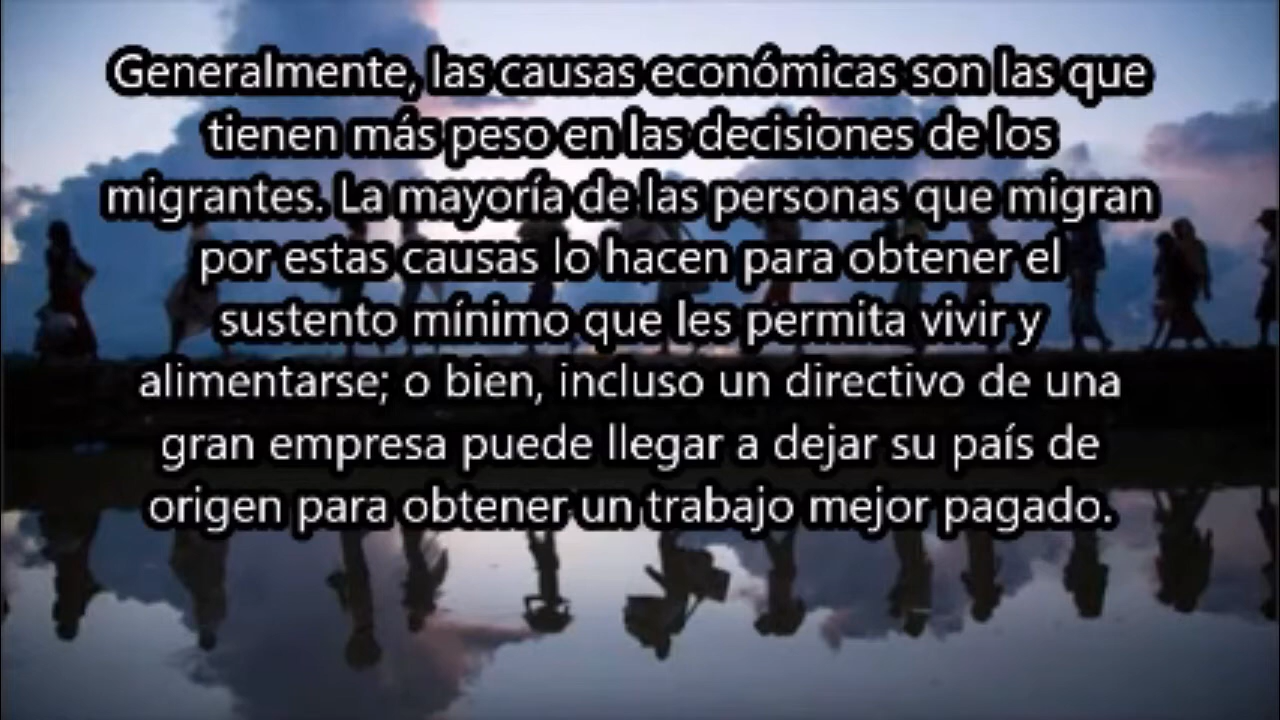 Generalmente, las causas económicas son las que
tienen más peso en las decisiones de los
migrantes. La mayoría de las personas que migran
por estas causas lo hacen para obtener el
sustento mínimo que les permita vivir y
alimentarse; o bien, incluso un directivo de una
gran empresa puede llegar a dejar su país de
origen para obtener un trabajo mejor pagado.